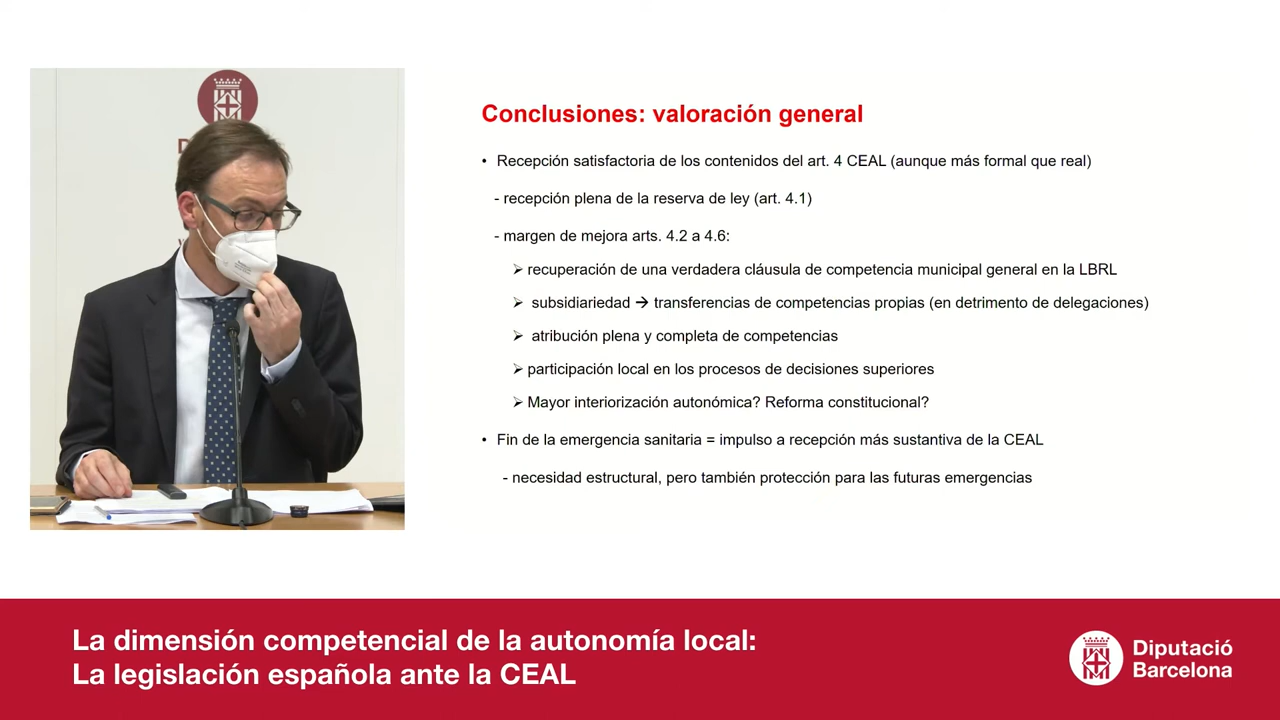 Conclusiones: valoración general
• Recepción satisfactoria de los contenidos del art. 4 CEAL (aunque más formal que real)
- recepción plena de la reserva de ley (art. 4.1)
- margen de mejora arts. 4.2 a 4.6:
➢ recuperación de una verdadera cláusula de competencia municipal general en la LBRL
➢ subsidiariedad → transferencias de competencias propias (en detrimento de delegaciones)
➢ atribución plena y completa de competencias
➢ participación local en los procesos de decisiones superiores
➢ Mayor interiorización autonómica? Reforma constitucional?
• Fin de la emergencia sanitaria = impulso a recepción más sustantiva de la CEAL
- necesidad estructural, pero también protección para las futuras emergencias
La dimensión competencial de la autonomía local:
La legislación española ante la CEAL
Diputació
Barcelona